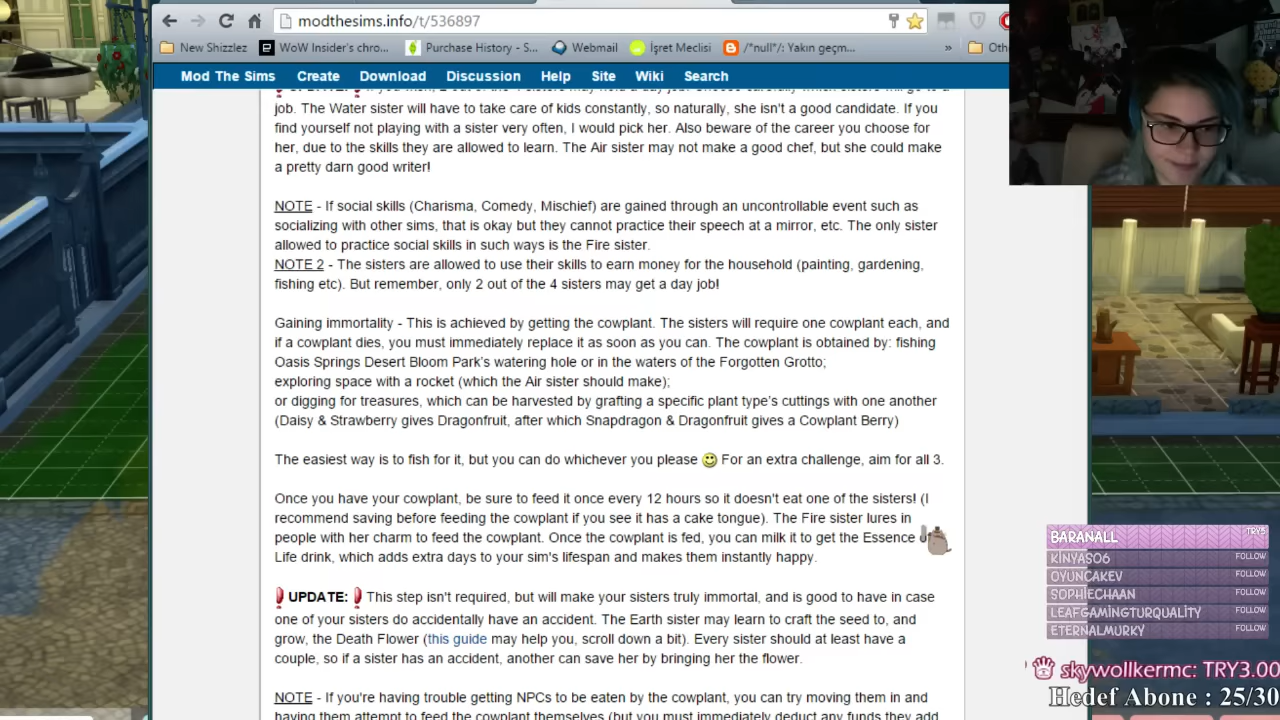 modthesims.info/t/536897
New Shizzlez
WoW Insider's chro...
Purchase History - S...
Webmail
İşret Meclisi
/*null*/: Yakın geçm...
»
Mod The Sims
Create
Download
Discussion
Help
Site
Wiki
Search
job. The Water sister will have to take care of kids constantly, so naturally, she isn't a good candidate. If you
find yourself not playing with a sister very often, I would pick her. Also beware of the career you choose for
her, due to the skills they are allowed to learn. The Air sister may not make a good chef, but she could make
a pretty darn good writer!
NOTE - If social skills (Charisma, Comedy, Mischief) are gained through an uncontrollable event such as
socializing with other sims, that is okay but they cannot practice their speech at a mirror, etc. The only sister
allowed to practice social skills in such ways is the Fire sister.
NOTE 2 - The sisters are allowed to use their skills to earn money for the household (painting, gardening,
fishing etc). But remember, only 2 out of the 4 sisters may get a day job!
Gaining immortality - This is achieved by getting the cowplant. The sisters will require one cowplant each, and
if a cowplant dies, you must immediately replace it as soon as you can. The cowplant is obtained by: fishing
Oasis Springs Desert Bloom Park's watering hole or in the waters of the Forgotten Grotto;
exploring space with a rocket (which the Air sister should make);
or digging for treasures, which can be harvested by grafting a specific plant type's cuttings with one another
(Daisy & Strawberry gives Dragonfruit, after which Snapdragon & Dragonfruit gives a Cowplant Berry)
The easiest way is to fish for it, but you can do whichever you please For an extra challenge, aim for all 3.
Once you have your cowplant, be sure to feed it once every 12 hours so it doesn't eat one of the sisters! (I
recommend saving before feeding the cowplant if you see it has a cake tongue). The Fire sister lures in
people with her charm to feed the cowplant. Once the cowplant is fed, you can milk it to get the Essence
Life drink, which adds extra days to your sim's lifespan and makes them instantly happy.
UPDATE: This step isn't required, but will make your sisters truly immortal, and is good to have in case
one of your sisters do accidentally have an accident. The Earth sister may learn to craft the seed to, and
grow, the Death Flower (this guide may help you, scroll down a bit). Every sister should at least have a
couple, so if a sister has an accident, another can save her by bringing her the flower.
NOTE - If you're having trouble getting NPCs to be eaten by the cowplant, you can try moving them in and
having them attempt to feed the cowplant themselves (but you must immediately deduct any funds they add
BARANALL TRY5
KINYASO6 FOLLOW
OYUNCAKEV FOLLOW
SOPHIECHAAN FOLLOW
LEAFGAMINGTURQUALITY FOLLOW
ETERNALMURKY FOLLOW
skywollkermc: TRY3.00
Hedef Abone : 25/30